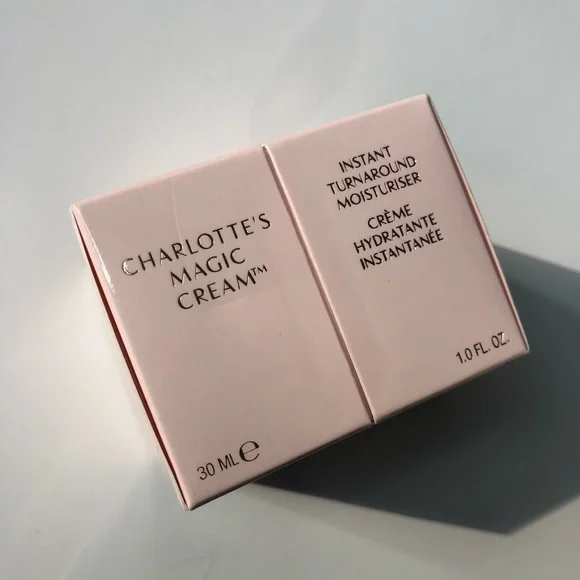 CHARLOTTE'S
MAGIC
CREAM™
30 ML ℮
INSTANT
TURNAROUND
MOISTURISER
CRÈME
HYDRATANTE
INSTANTANÉE
1.0 FL. OZ.